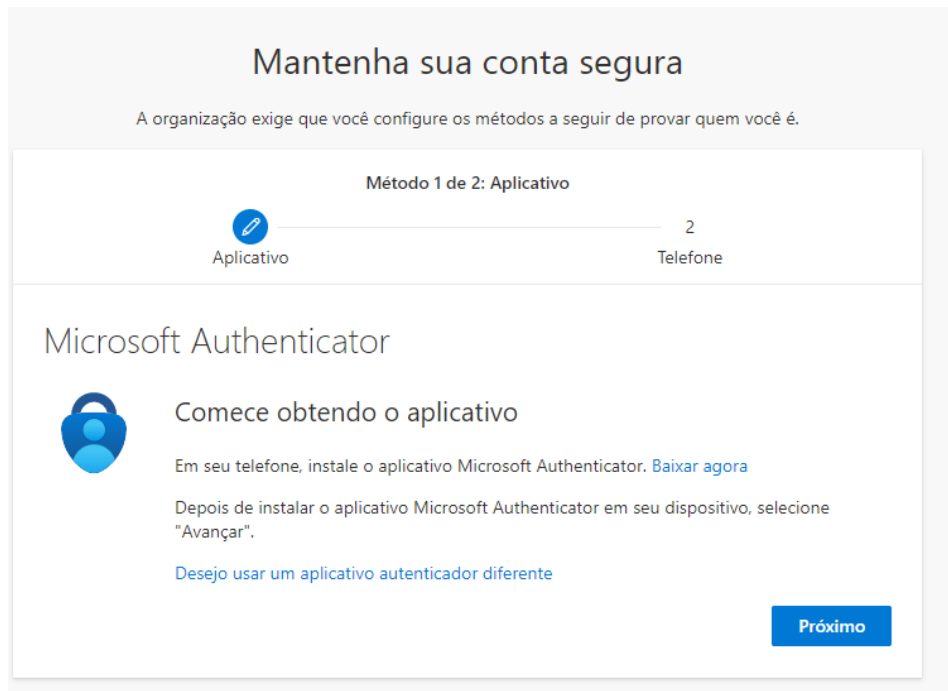 Mantenha sua conta segura
A organização exige que você configure os métodos a seguir de provar quem você é.
Método 1 de 2: Aplicativo
2
Aplicativo
Telefone
Microsoft Authenticator
Comece obtendo o aplicativo
Em seu telefone, instale o aplicativo Microsoft Authenticator. Baixar agora
Depois de instalar o aplicativo Microsoft Authenticator em seu dispositivo, selecione
"Avançar".
Desejo usar um aplicativo autenticador diferente
Próximo